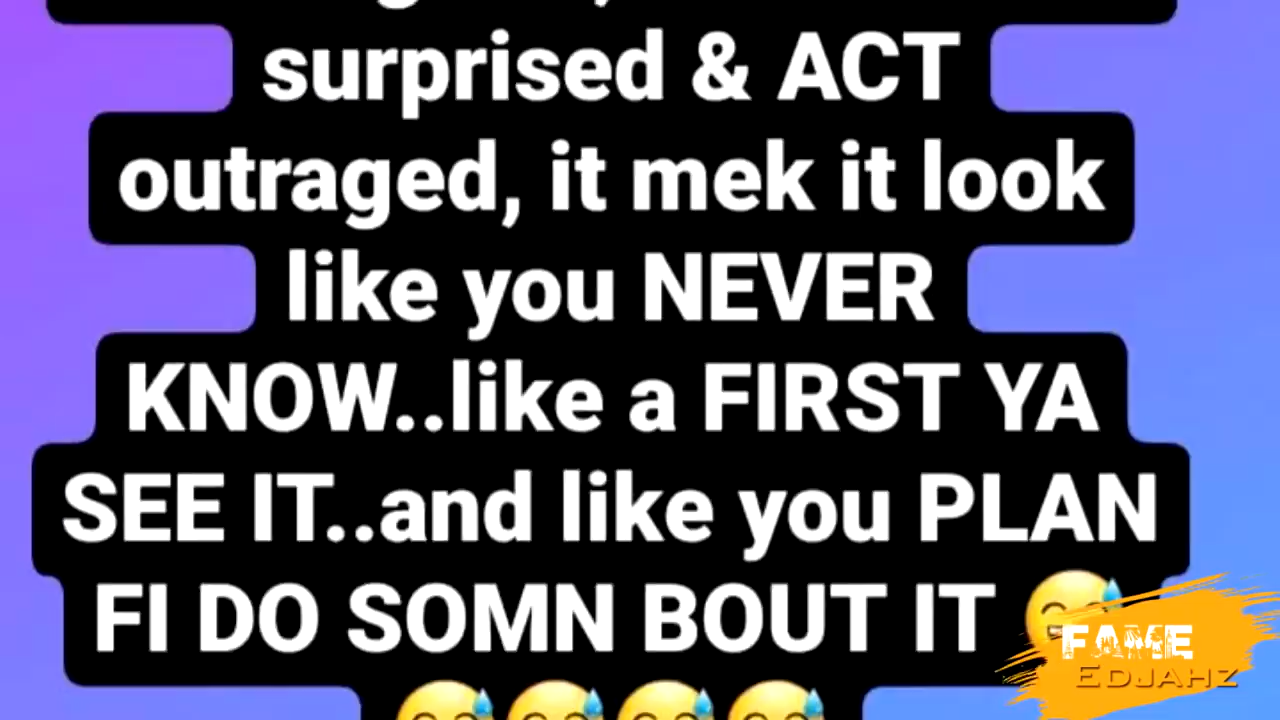 surprised & ACT
outraged, it mek it look
like you NEVER
KNOW..like a FIRST YA
SEE IT..and like you PLAN
FI DO SOMN BOUT IT 😅
😅😅😅😅
FAME
EDJAHZ